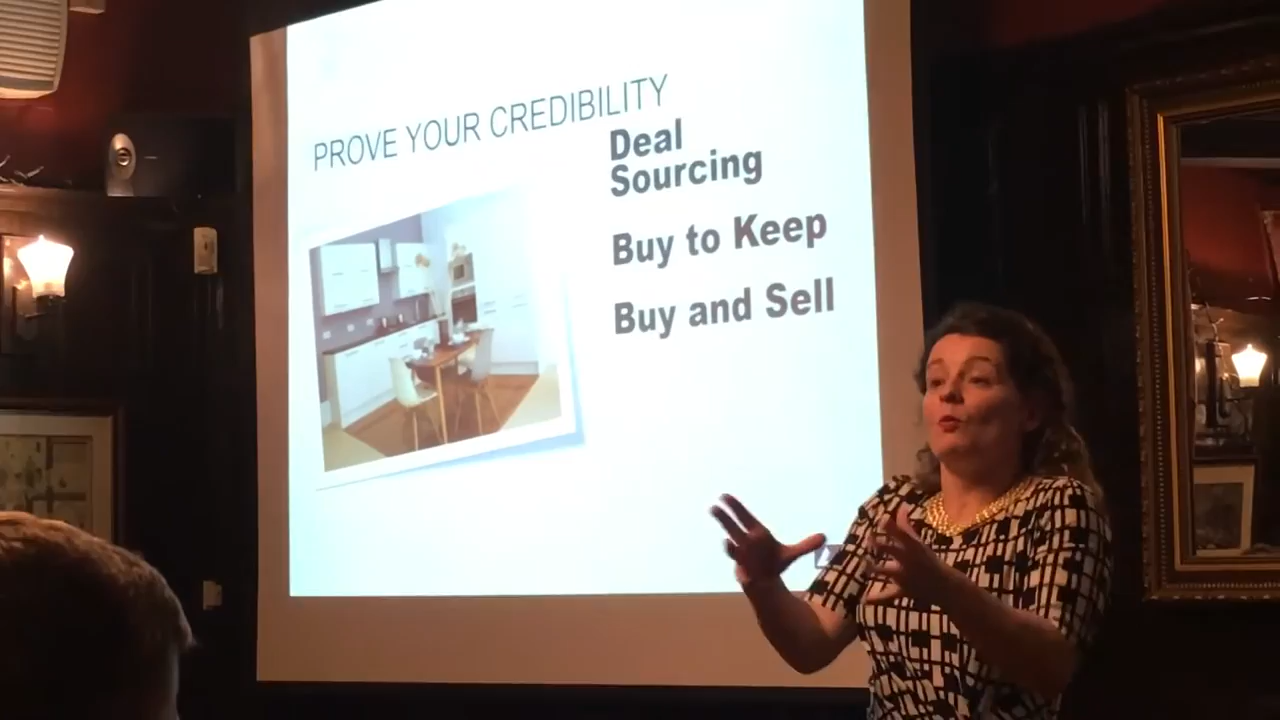 PROVE YOUR CREDIBILITY
Deal
Sourcing
Buy to Keep
Buy and Sell